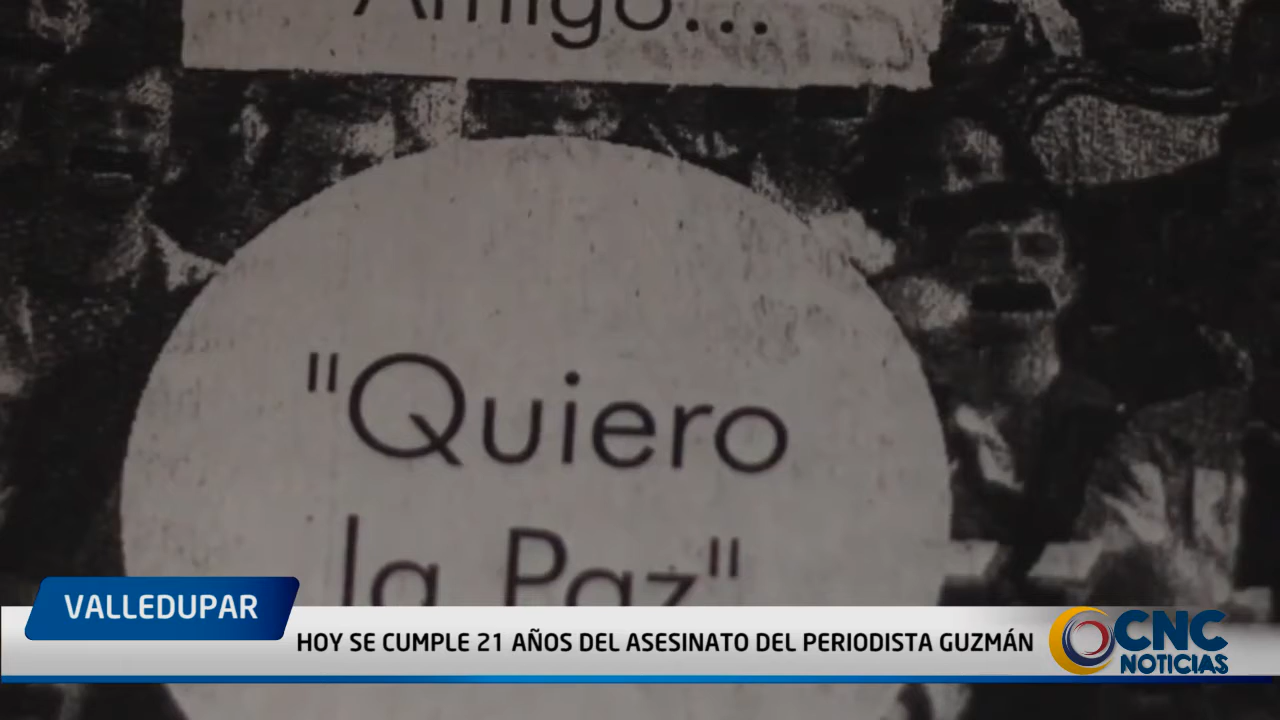 Amigo...
"Quiero
la Paz"
VALLEDUPAR
HOY SE CUMPLE 21 AÑOS DEL ASESINATO DEL PERIODISTA GUZMÁN
CNC
NOTICIAS